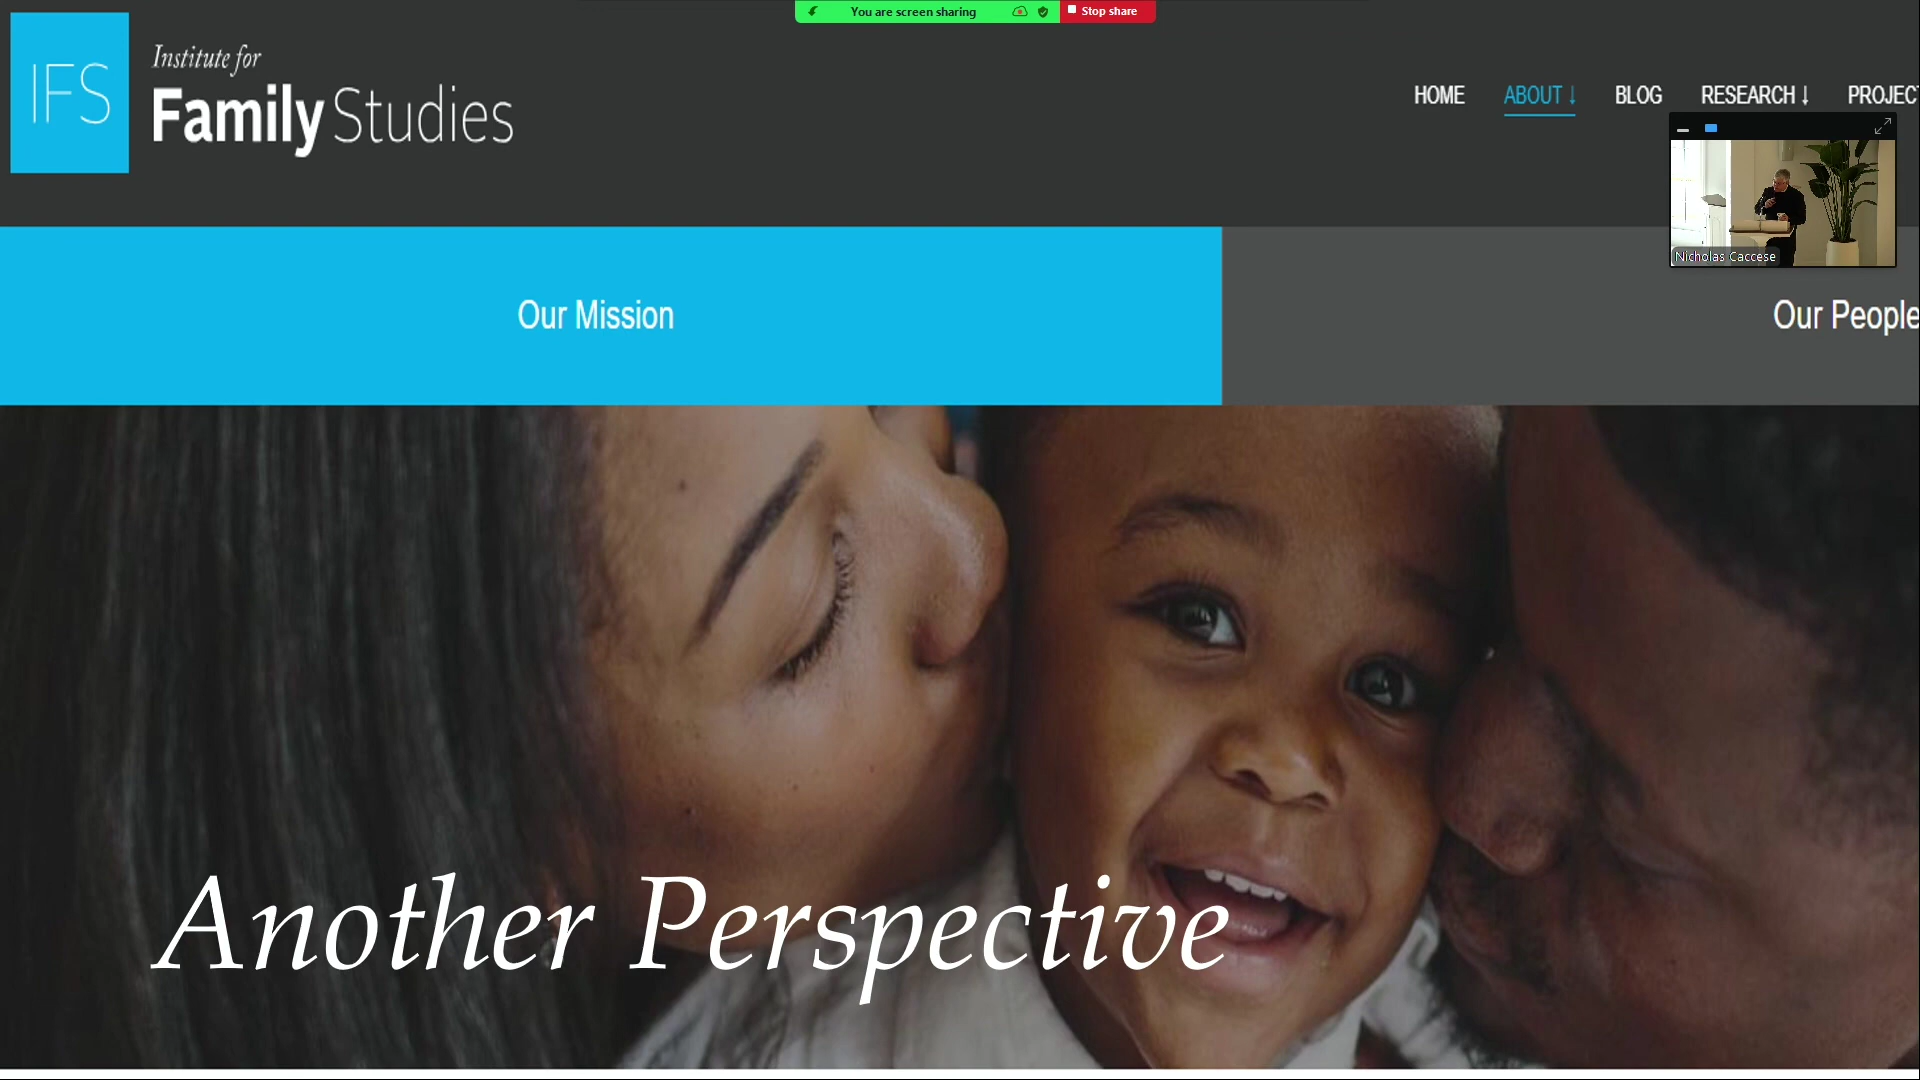 You are screen sharing
Stop share
IFS
Institute for
Family Studies
HOME ABOUT ↓ BLOG RESEARCH ↓ PROJECT
Nicholas Caccese
Our Mission
Our People
Another Perspective